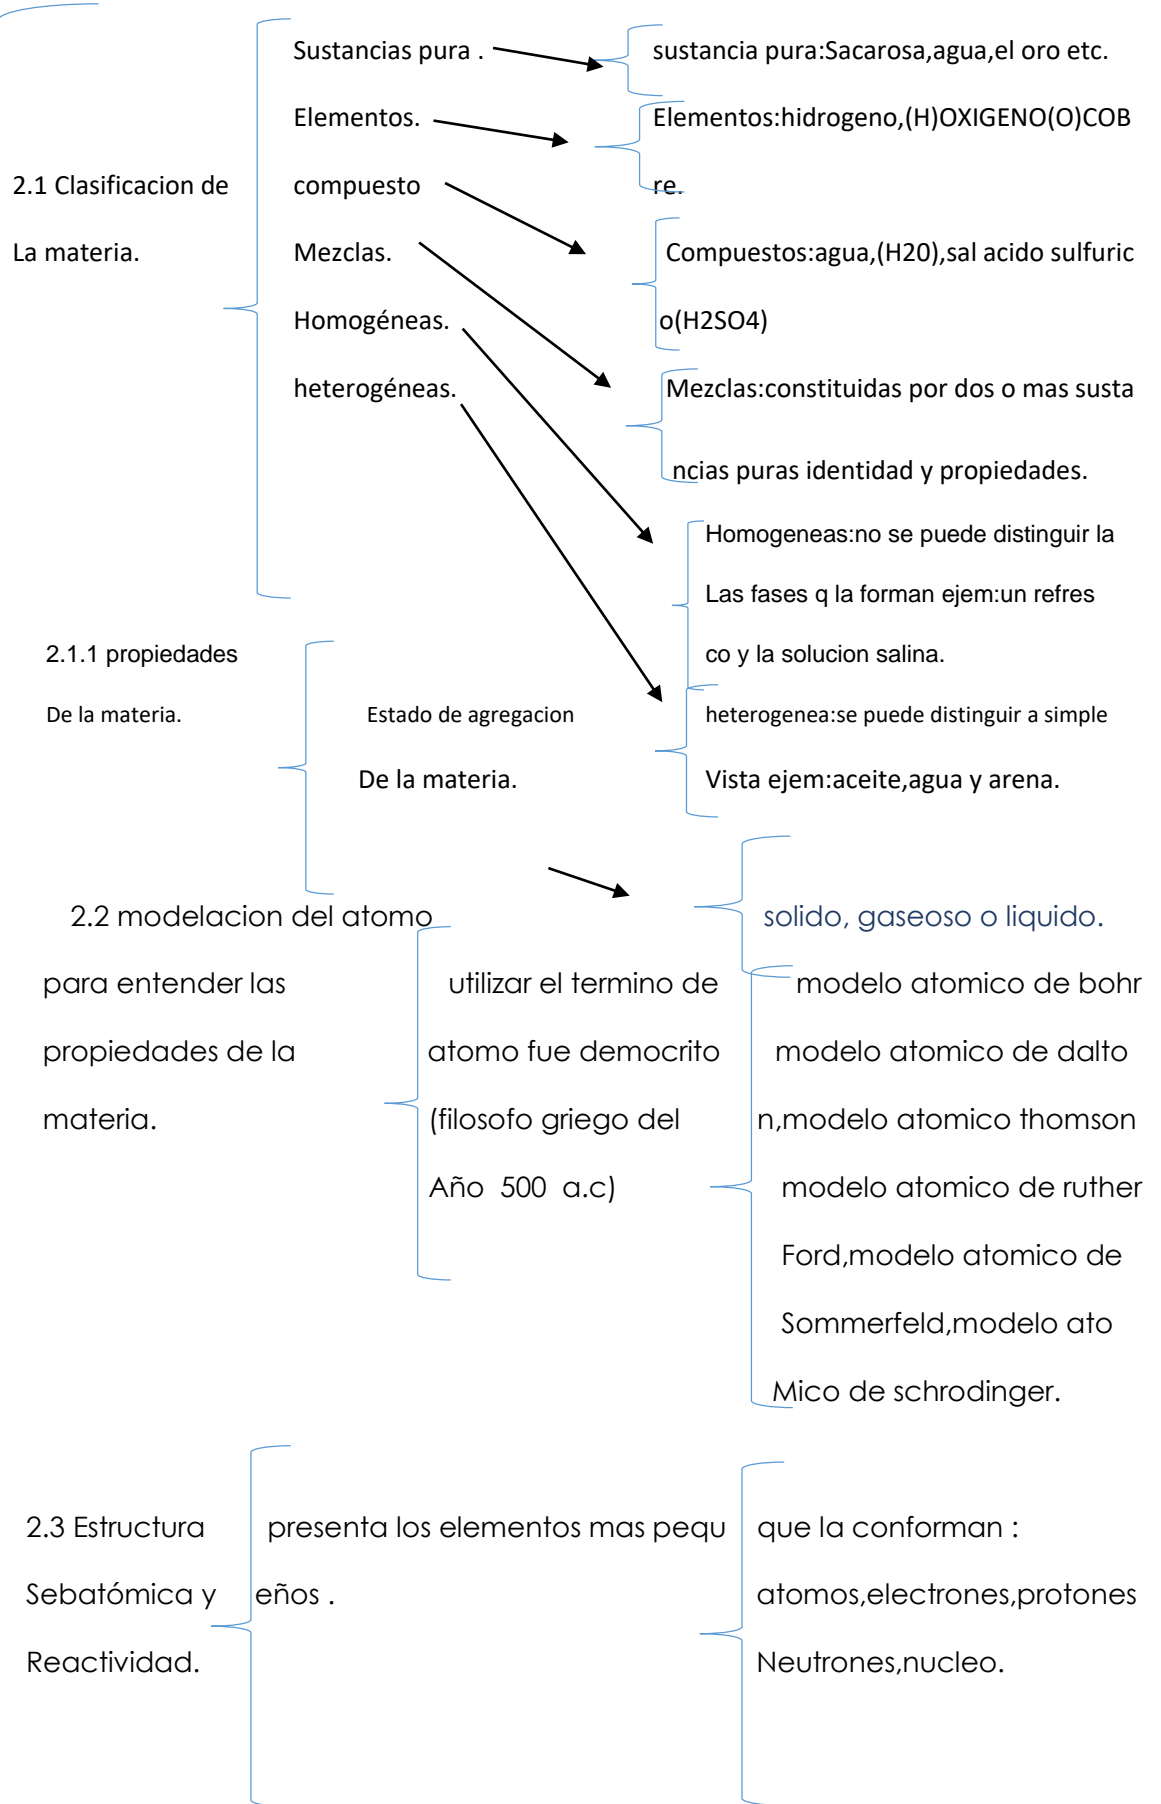 Sustancias pura . sustancia pura:Sacarosa,agua,el oro etc.
Elementos. Elementos:hidrogeno,(H)OXIGENO(O)COB
2.1 Clasificacion de compuesto re.
La materia. Mezclas. Compuestos:agua,(H20),sal acido sulfuric
Homogéneas. o(H2SO4)
heterogéneas. Mezclas:constituidas por dos o mas susta
ncias puras identidad y propiedades.
Homogeneas:no se puede distinguir la
Las fases q la forman ejem:un refres
2.1.1 propiedades co y la solucion salina.
De la materia. Estado de agregacion heterogenea:se puede distinguir a simple
De la materia. Vista ejem:aceite,agua y arena.
2.2 modelacion del atomo solido, gaseoso o liquido.
para entender las utilizar el termino de modelo atomico de bohr
propiedades de la atomo fue democrito modelo atomico de dalto
materia. (filosofo griego del n,modelo atomico thomson
Año 500 a.c) modelo atomico de ruther
Ford,modelo atomico de
Sommerfeld,modelo ato
Mico de schrodinger.
2.3 Estructura presenta los elementos mas pequ que la conforman :
Sebatómica y eños . atomos,electrones,protones
Reactividad. Neutrones,nucleo.